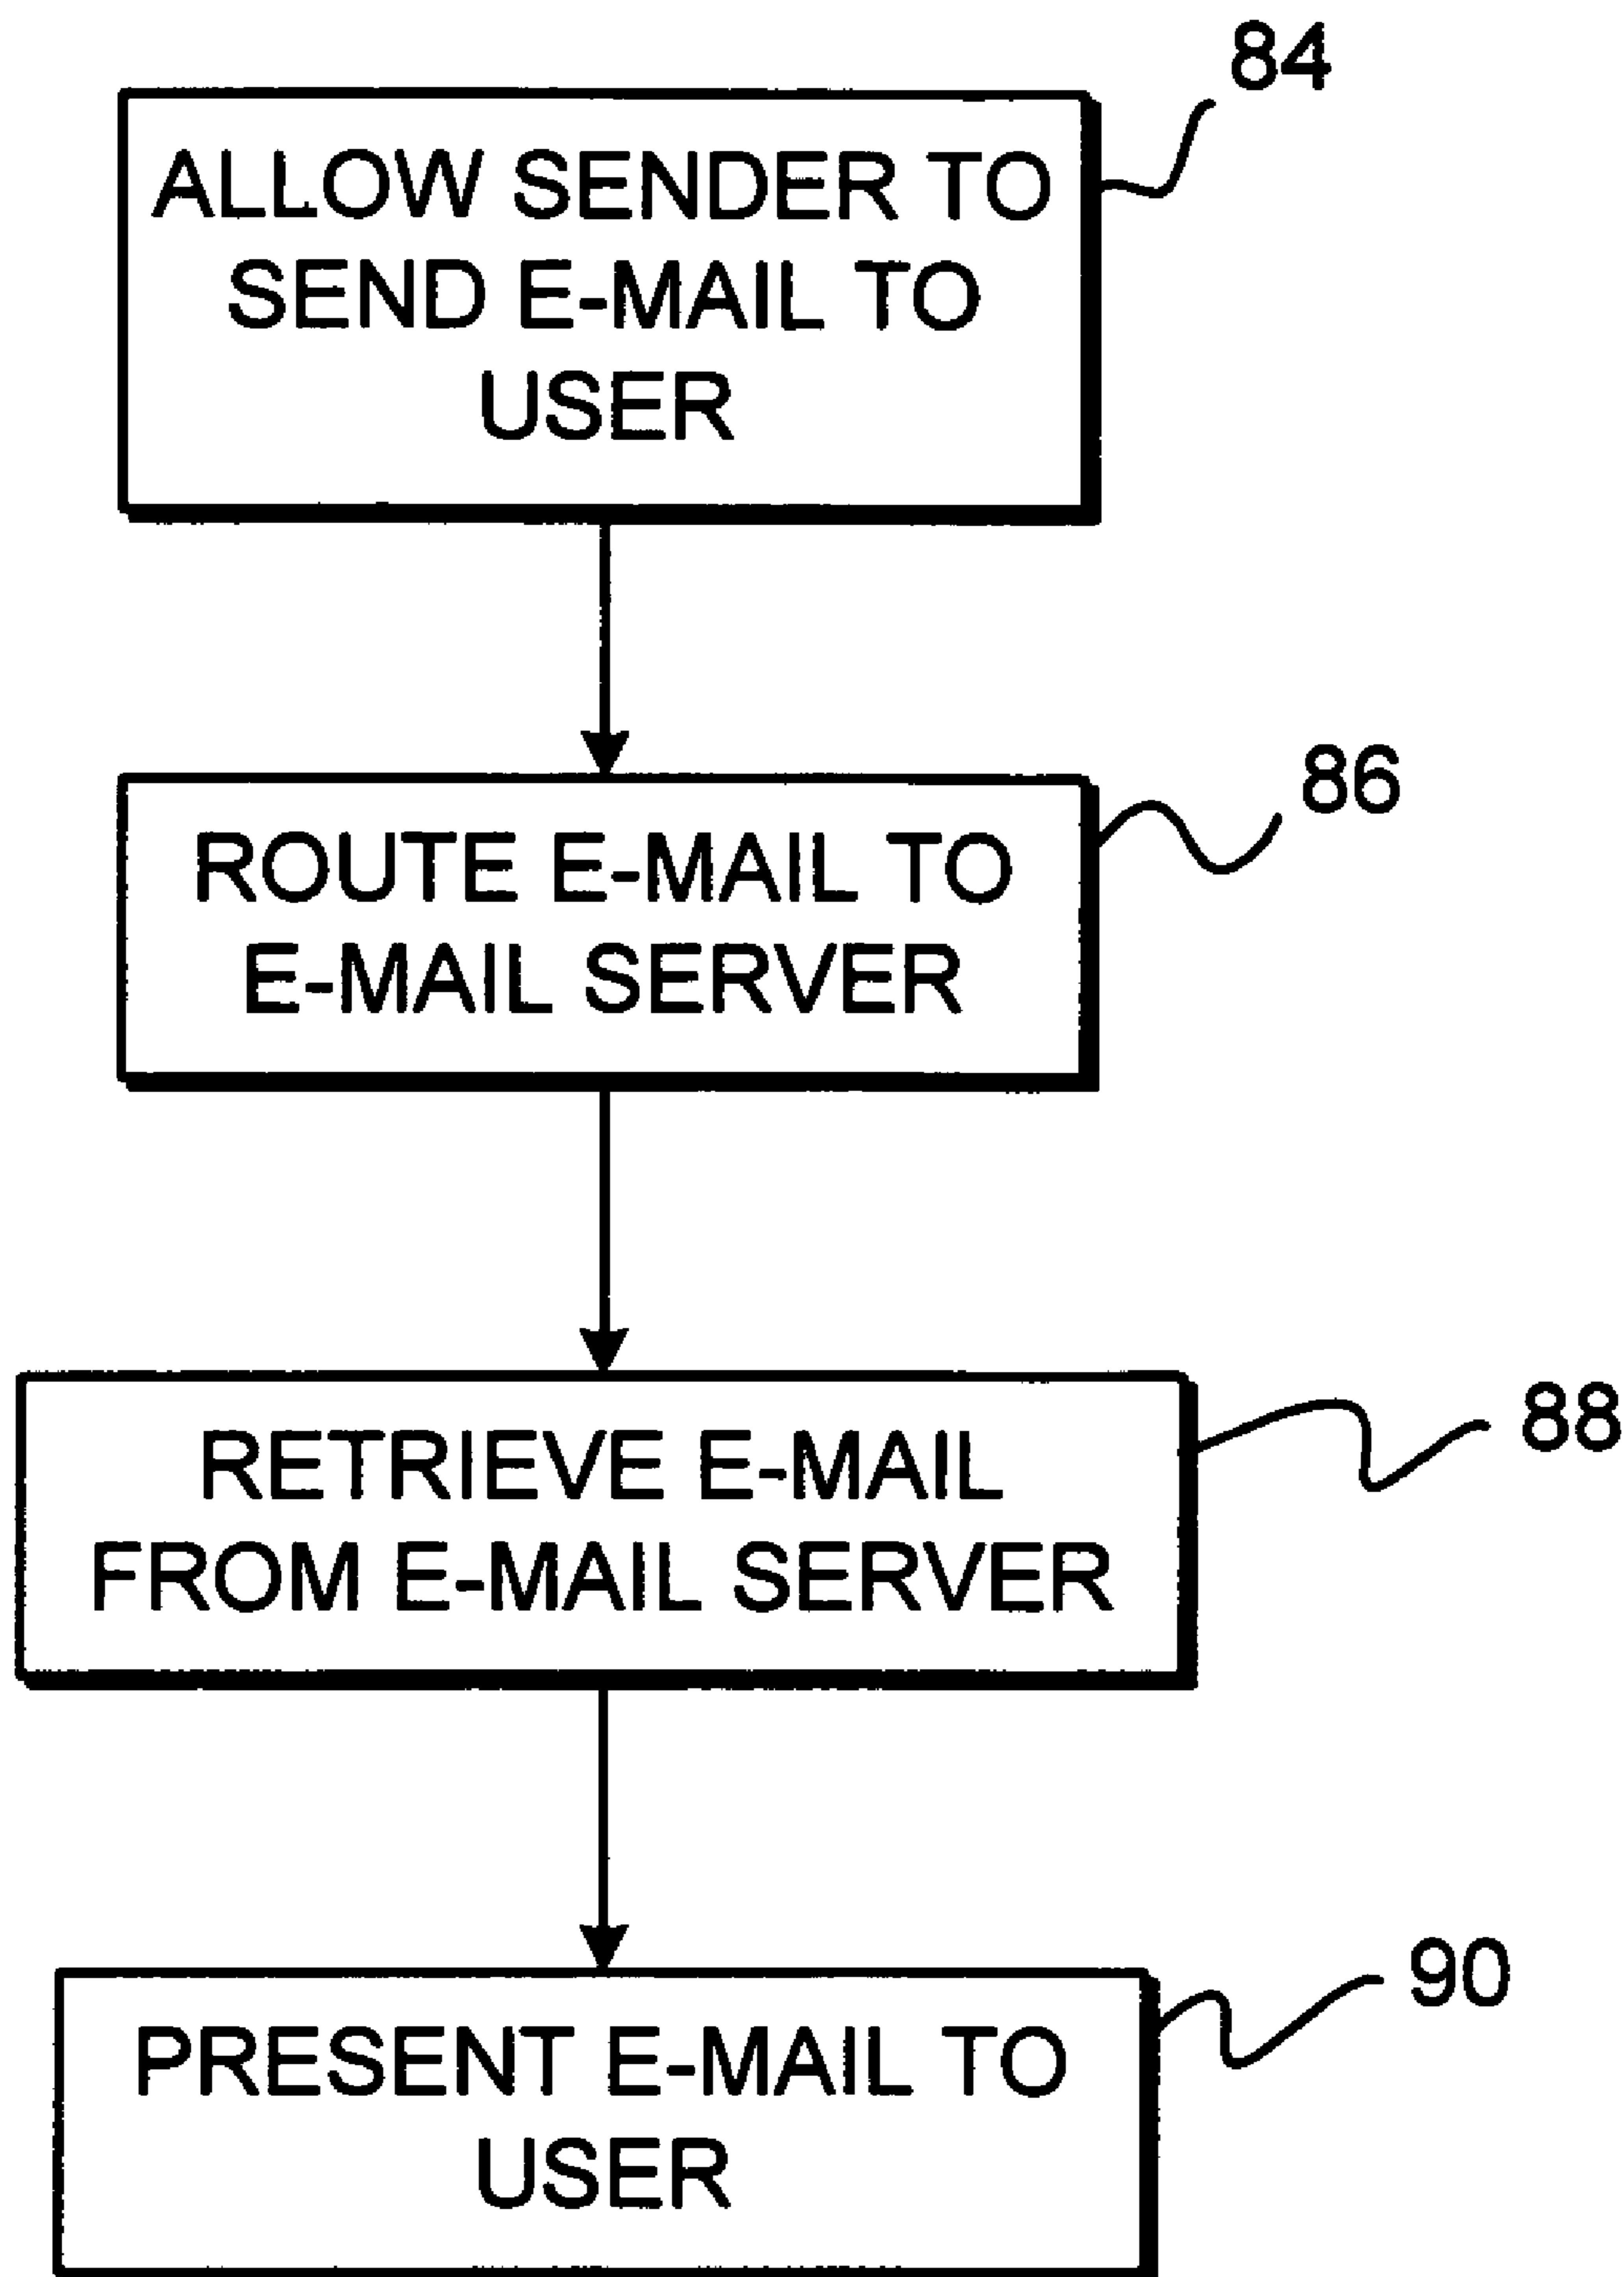 84
ALLOW SENDER TO
SEND E-MAIL TO
USER
86
ROUTE E-MAIL TO
E-MAIL SERVER
88
RETRIEVE E-MAIL
FROM E-MAIL SERVER
90
PRESENT E-MAIL TO
USER